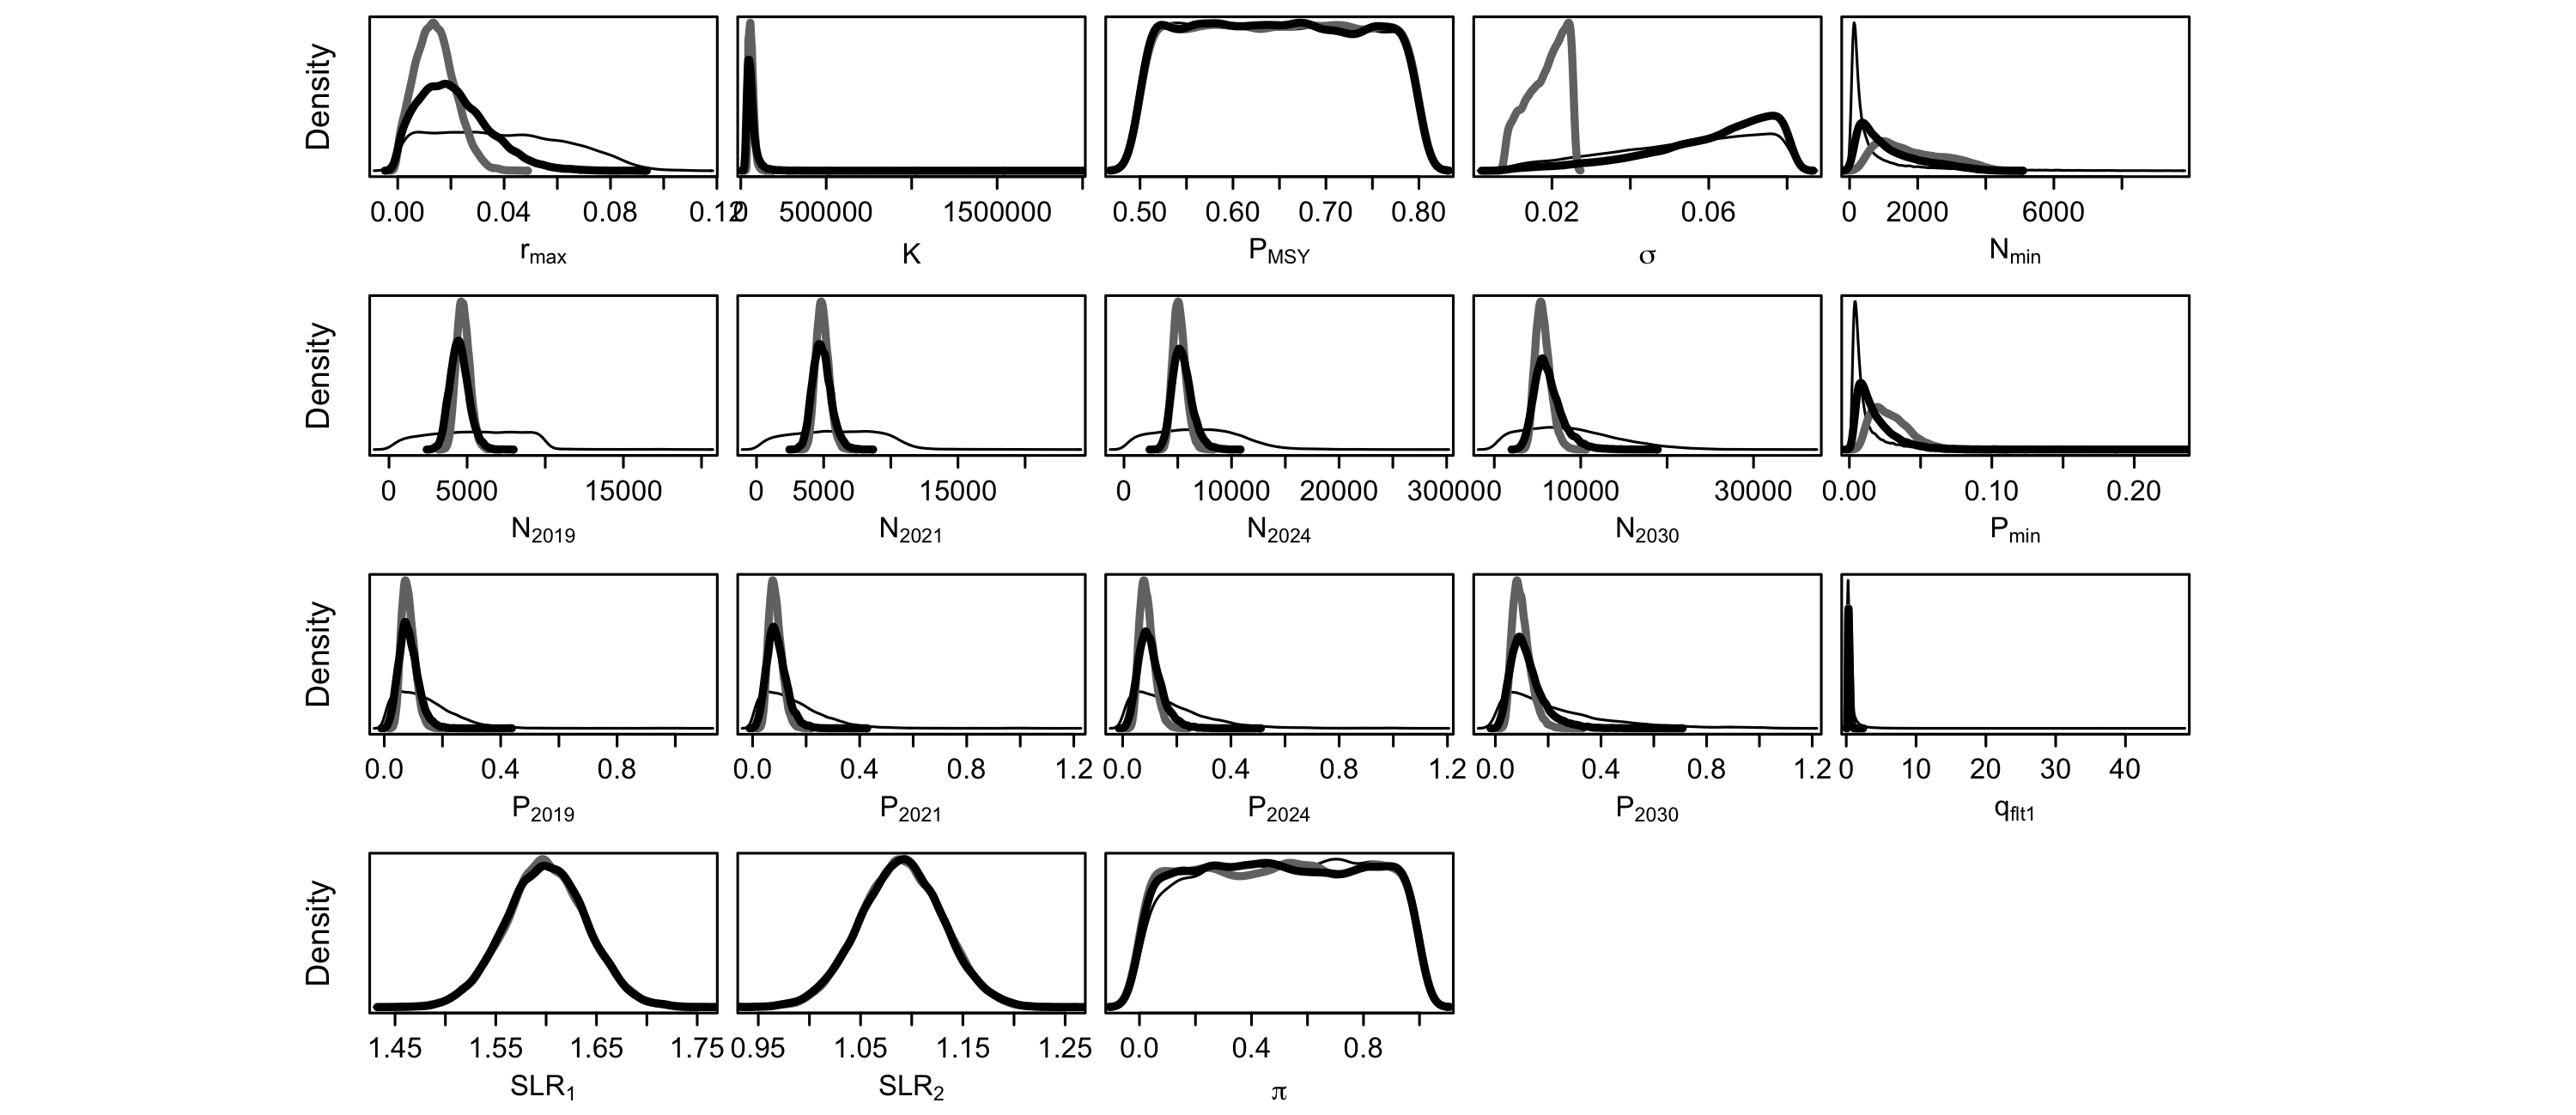 Density
0.00 0.04 0.08 0.12 0 500000 1500000 0.50 0.60 0.70 0.80 0.02 0.06 0 2000 6000
rmax K PMSY σ Nmin
Density
0 5000 15000 0 5000 15000 0 10000 20000 30000 0 10000 30000 0.00 0.10 0.20
N2019 N2021 N2024 N2030 Pmin
Density
0.0 0.4 0.8 0.0 0.4 0.8 1.2 0.0 0.4 0.8 1.2 0.0 0.4 0.8 1.2 0 10 20 30 40
P2019 P2021 P2024 P2030 qflt1
Density
1.45 1.55 1.65 1.75 0.95 1.05 1.15 1.25 0.0 0.4 0.8
SLR1 SLR2 π